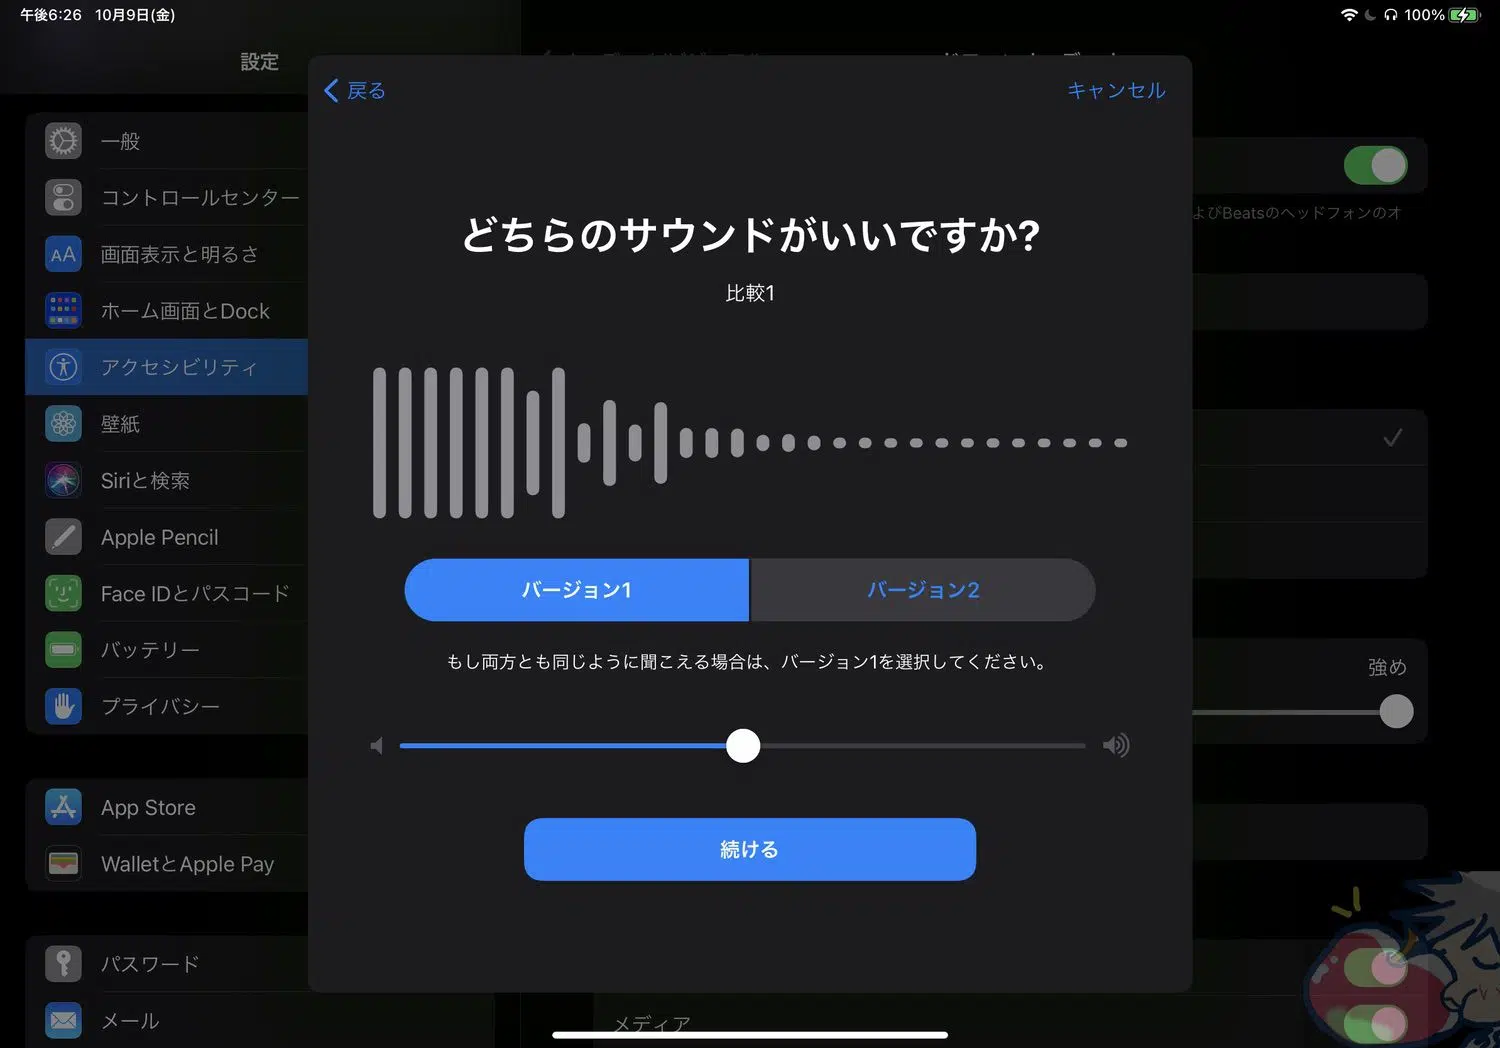 午後6:26 10月9日(金)
100%
設定
戻る
キャンセル
一般
コントロールセンター
画面表示と明るさ
ホーム画面とDock
アクセシビリティ
壁紙
Siriと検索
Apple Pencil
Face IDとパスコード
バッテリー
プライバシー
App Store
WalletとApple Pay
パスワード
メール
どちらのサウンドがいいですか?
比較1
バージョン1
バージョン2
もし両方とも同じように聞こえる場合は、バージョン1を選択してください。
続ける
よびBeatsのヘッドフォンのオ
強め
メディア